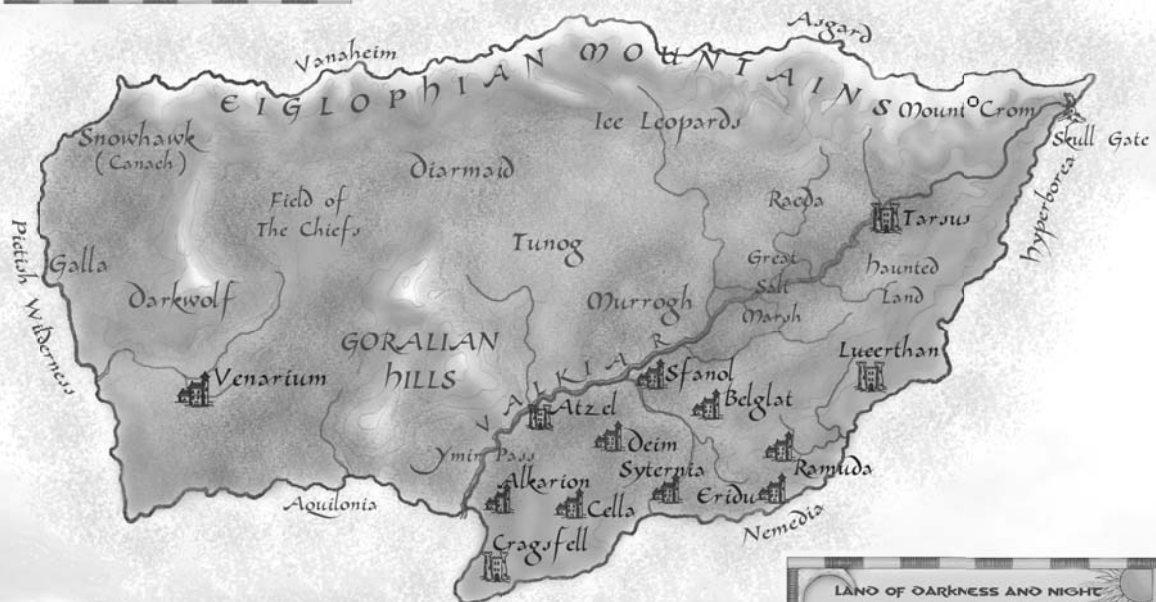 Asgard
Vanaheim
EIGLOPHIAN MOUNTAINS
Mount Crom
Ice Leopards
Skull Gate
Snowhawk
(Canach)
Diarmaid
Raeda
Field of
The Chiefs
Tarsus
Hyperborea
Pictish Wilderness
Galla
Tunog
Great
Salt
Marsh
Haunted
Land
Darkwolf
Murrogh
GORALIAN
HILLS
VALKIAR
Lucerthan
Venarium
Sfanol
Belglat
Atzel
Deim
Ymir Pass
Syternia
Ramuda
Alkarion
Eridu
Aquilonia
Cella
Nemedia
Cragsfell
LAND OF DARKNESS AND NIGHT